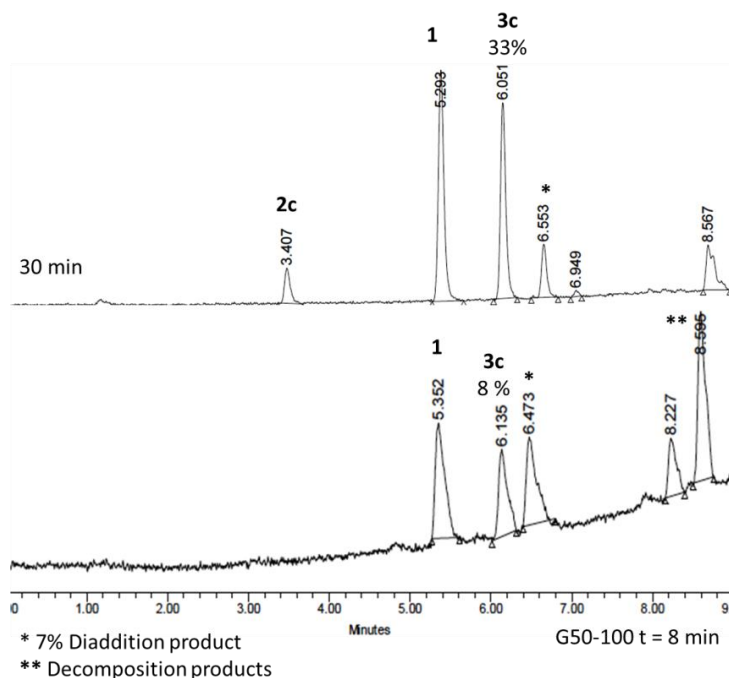 3c
1
33%
5.293
6.051
*
2c
3.407
6.553
6.949
8.567
30 min
**
1
3c
8 %
*
5.352
6.135
6.473
8.227
8.595
0 1.00 2.00 3.00 4.00 5.00 6.00 7.00 8.00 9
Minutes
* 7% Diaddition product
G50-100 t = 8 min
** Decomposition products